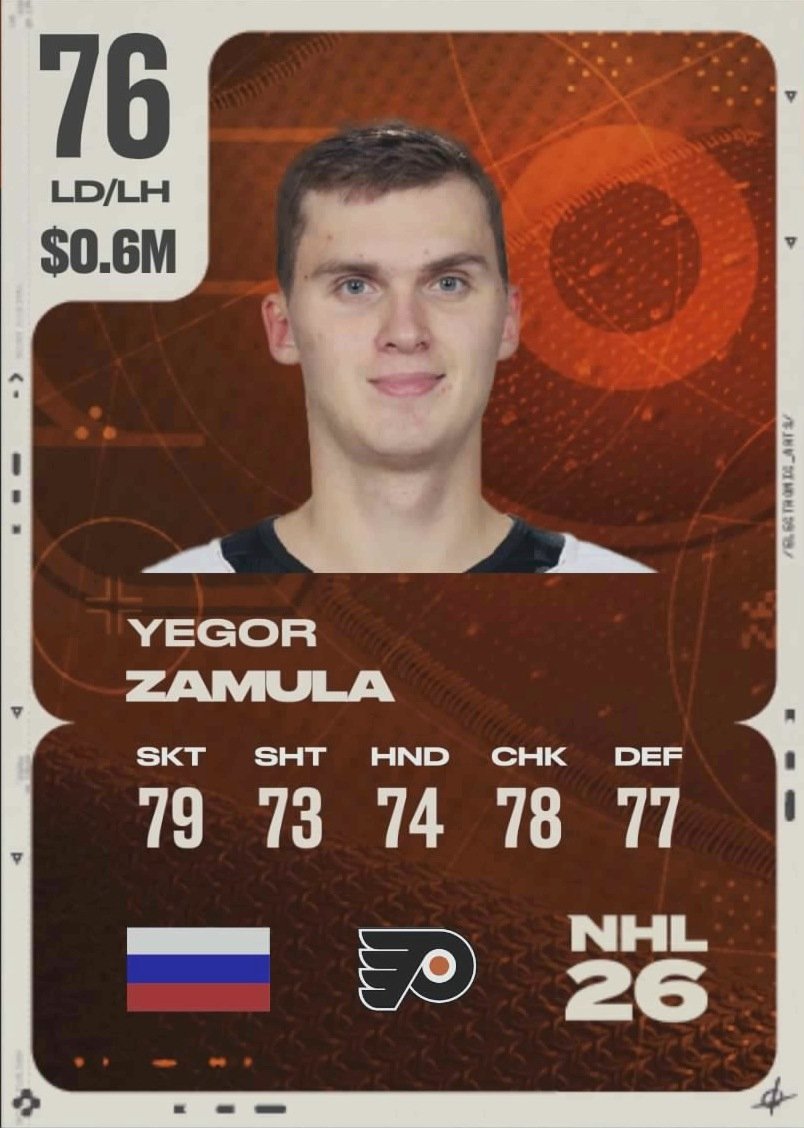 76
LD/LH
$0.6M
YEGOR
ZAMULA
SKT SHT HND CHK DEF
79 73 74 78 77
NHL
26
/ELECTRONIC_ARTS/